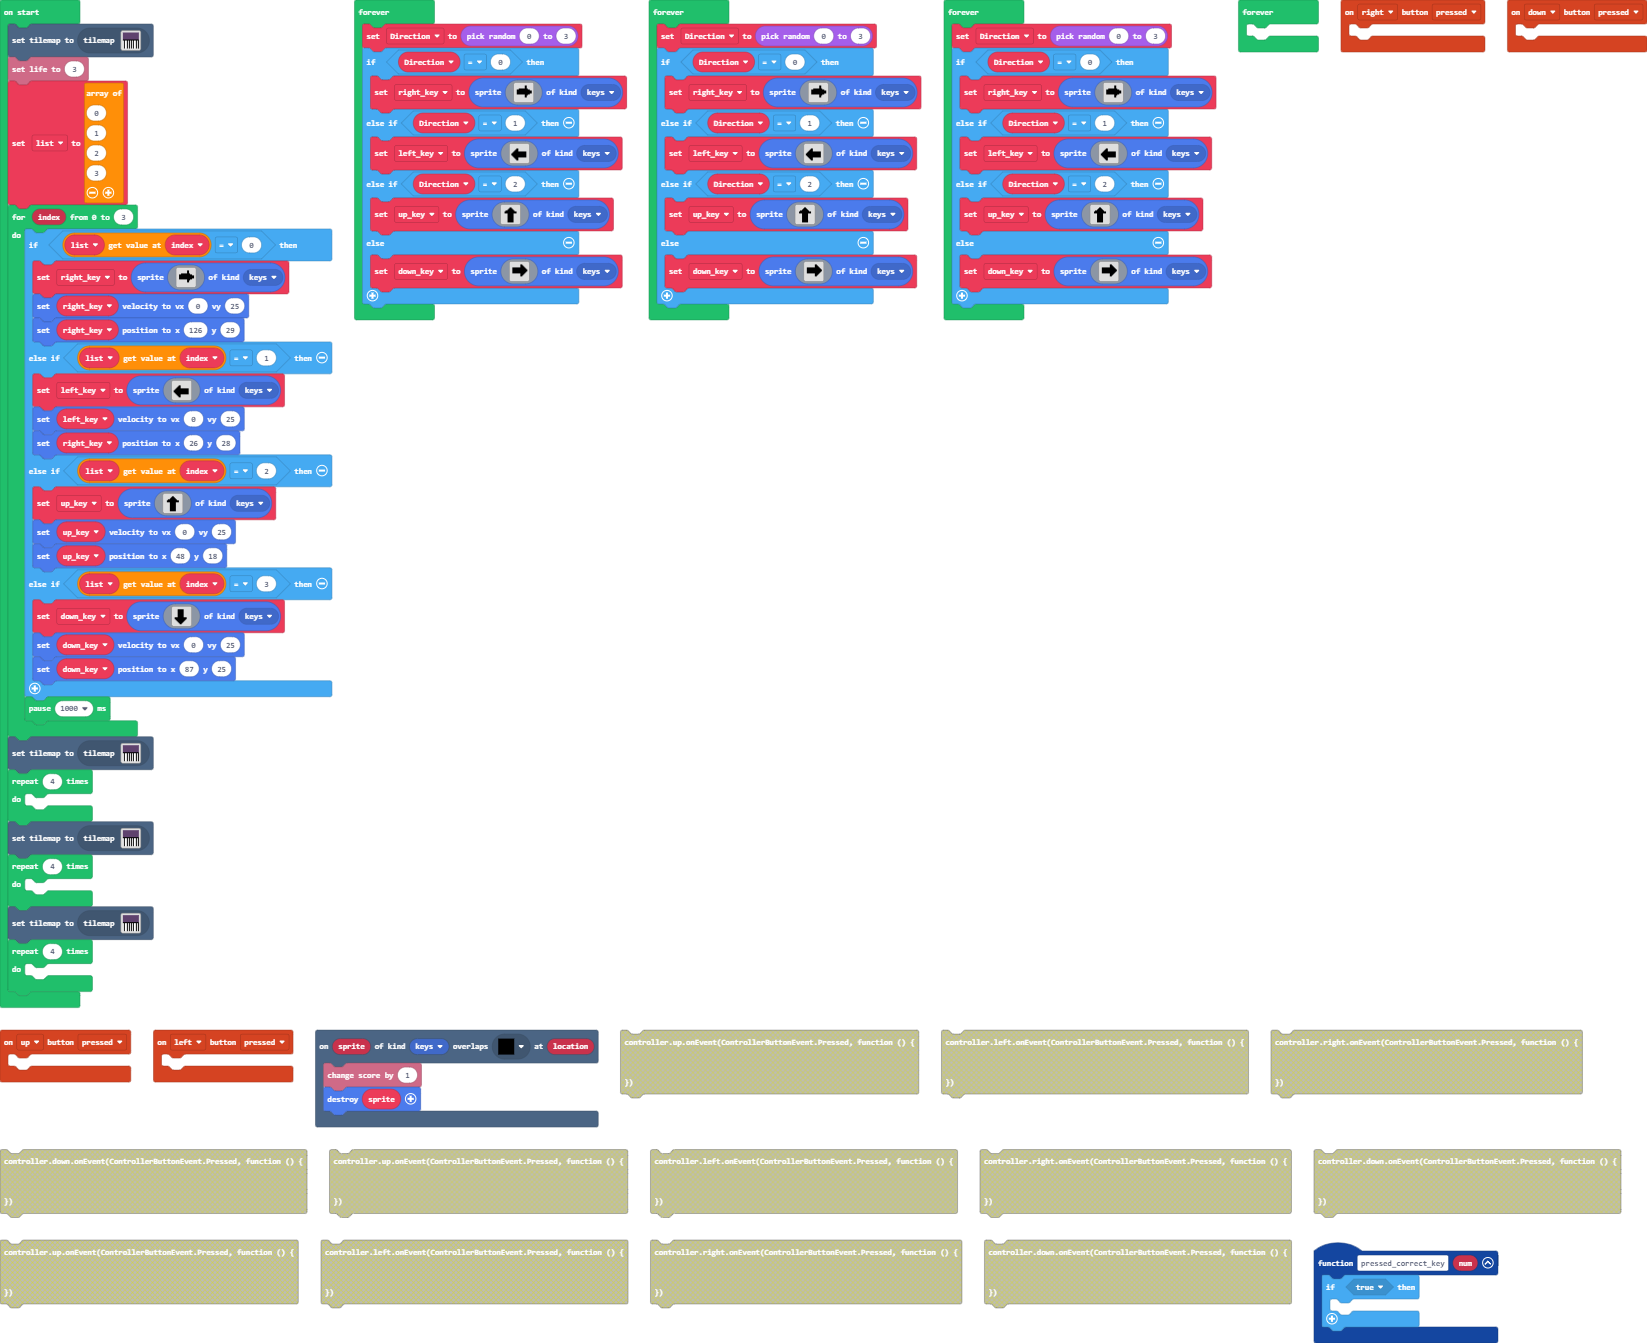 on start
set tilemap to tilemap
set life to 3
set list to array of 0 1 2 3
for index from 0 to 3
do
if list get value at index = 0 then
set right_key to sprite of kind keys
set right_key velocity to vx 0 vy 25
set right_key position to x 126 y 29
else if list get value at index = 1 then
set left_key to sprite of kind keys
set left_key velocity to vx 0 vy 25
set right_key position to x 26 y 28
else if list get value at index = 2 then
set up_key to sprite of kind keys
set up_key velocity to vx 0 vy 25
set up_key position to x 48 y 18
else if list get value at index = 3 then
set down_key to sprite of kind keys
set down_key velocity to vx 0 vy 25
set down_key position to x 87 y 25
pause 1000 ms
set tilemap to tilemap
repeat 4 times
do
set tilemap to tilemap
repeat 4 times
do
set tilemap to tilemap
repeat 4 times
do
forever
set Direction to pick random 0 to 3
if Direction = 0 then
set right_key to sprite of kind keys
else if Direction = 1 then
set left_key to sprite of kind keys
else if Direction = 2 then
set up_key to sprite of kind keys
else
set down_key to sprite of kind keys
forever
set Direction to pick random 0 to 3
if Direction = 0 then
set right_key to sprite of kind keys
else if Direction = 1 then
set left_key to sprite of kind keys
else if Direction = 2 then
set up_key to sprite of kind keys
else
set down_key to sprite of kind keys
forever
set Direction to pick random 0 to 3
if Direction = 0 then
set right_key to sprite of kind keys
else if Direction = 1 then
set left_key to sprite of kind keys
else if Direction = 2 then
set up_key to sprite of kind keys
else
set down_key to sprite of kind keys
forever
on right button pressed
on down button pressed
on up button pressed
on left button pressed
on sprite of kind keys overlaps at location
change score by 1
destroy sprite
controller.up.onEvent(ControllerButtonEvent.Pressed, function () {
})
controller.left.onEvent(ControllerButtonEvent.Pressed, function () {
})
controller.right.onEvent(ControllerButtonEvent.Pressed, function () {
})
controller.down.onEvent(ControllerButtonEvent.Pressed, function () {
})
controller.up.onEvent(ControllerButtonEvent.Pressed, function () {
})
controller.left.onEvent(ControllerButtonEvent.Pressed, function () {
})
controller.right.onEvent(ControllerButtonEvent.Pressed, function () {
})
controller.down.onEvent(ControllerButtonEvent.Pressed, function () {
})
controller.up.onEvent(ControllerButtonEvent.Pressed, function () {
})
controller.left.onEvent(ControllerButtonEvent.Pressed, function () {
})
controller.right.onEvent(ControllerButtonEvent.Pressed, function () {
})
controller.down.onEvent(ControllerButtonEvent.Pressed, function () {
})
function pressed_correct_key num
if true then